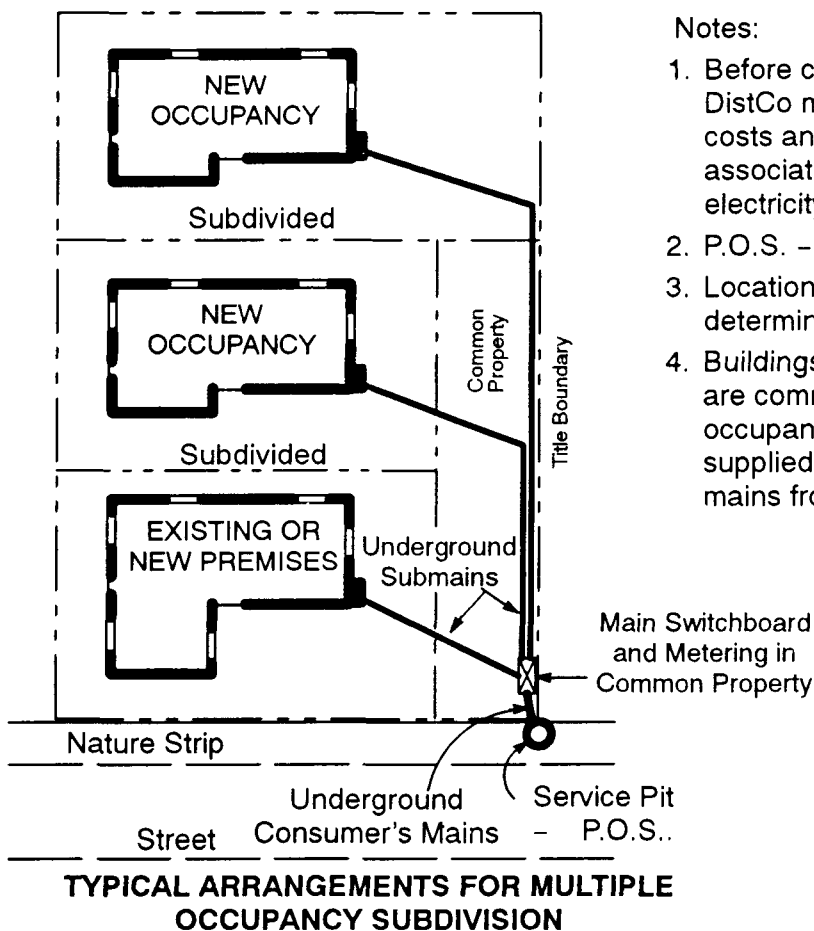 NEW
OCCUPANCY
Subdivided
NEW
OCCUPANCY
Common
Property
Title Boundary
Subdivided
EXISTING OR
NEW PREMISES
Underground
Submains
Main Switchboard
and Metering in
Common Property
Nature Strip
Underground
Consumer's Mains
Service Pit
– P.O.S..
Street
TYPICAL ARRANGEMENTS FOR MULTIPLE
OCCUPANCY SUBDIVISION
Notes:
1. Before c
DistCo m
costs an
associat
electricity
2. P.O.S. –
3. Location
determin
4. Buildings
are comm
occupan
supplied
mains fro